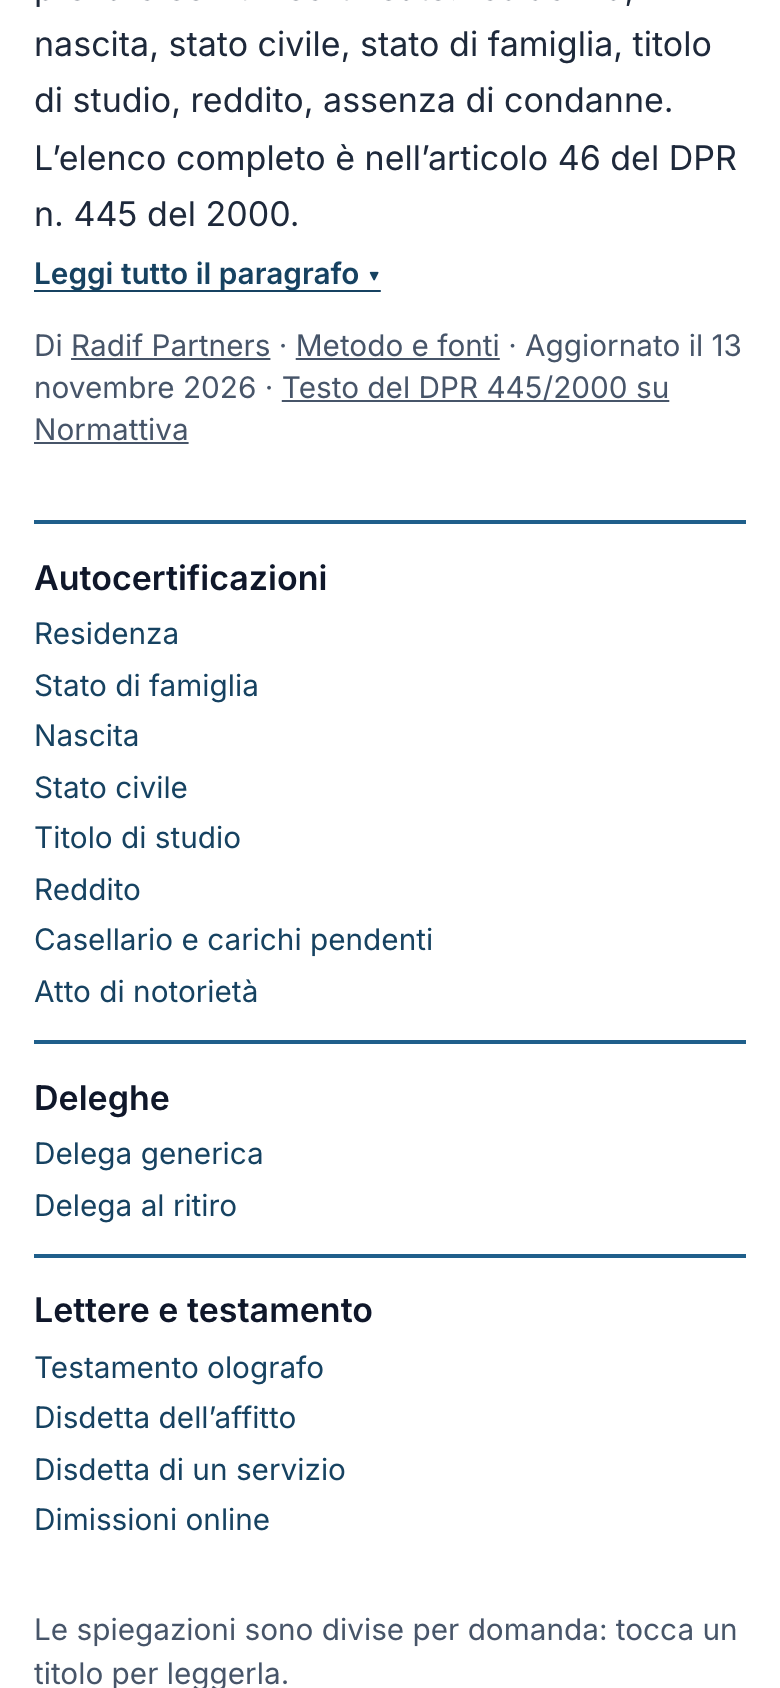 nascita, stato civile, stato di famiglia, titolo
di studio, reddito, assenza di condanne.
L’elenco completo è nell’articolo 46 del DPR
n. 445 del 2000.
Leggi tutto il paragrafo ▾
Di Radif Partners · Metodo e fonti · Aggiornato il 13
novembre 2026 · Testo del DPR 445/2000 su
Normattiva
Autocertificazioni
Residenza
Stato di famiglia
Nascita
Stato civile
Titolo di studio
Reddito
Casellario e carichi pendenti
Atto di notorietà
Deleghe
Delega generica
Delega al ritiro
Lettere e testamento
Testamento olografo
Disdetta dell’affitto
Disdetta di un servizio
Dimissioni online
Le spiegazioni sono divise per domanda: tocca un
titolo per leggerla.